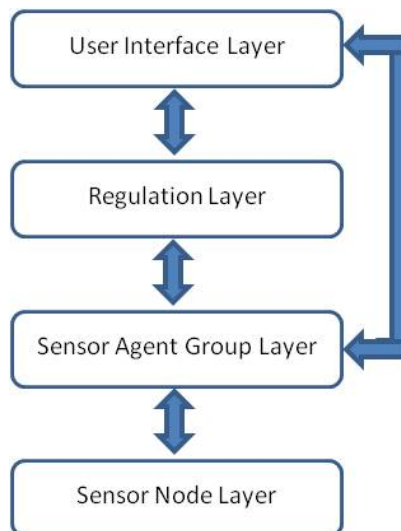 User Interface Layer
Regulation Layer
Sensor Agent Group Layer
Sensor Node Layer